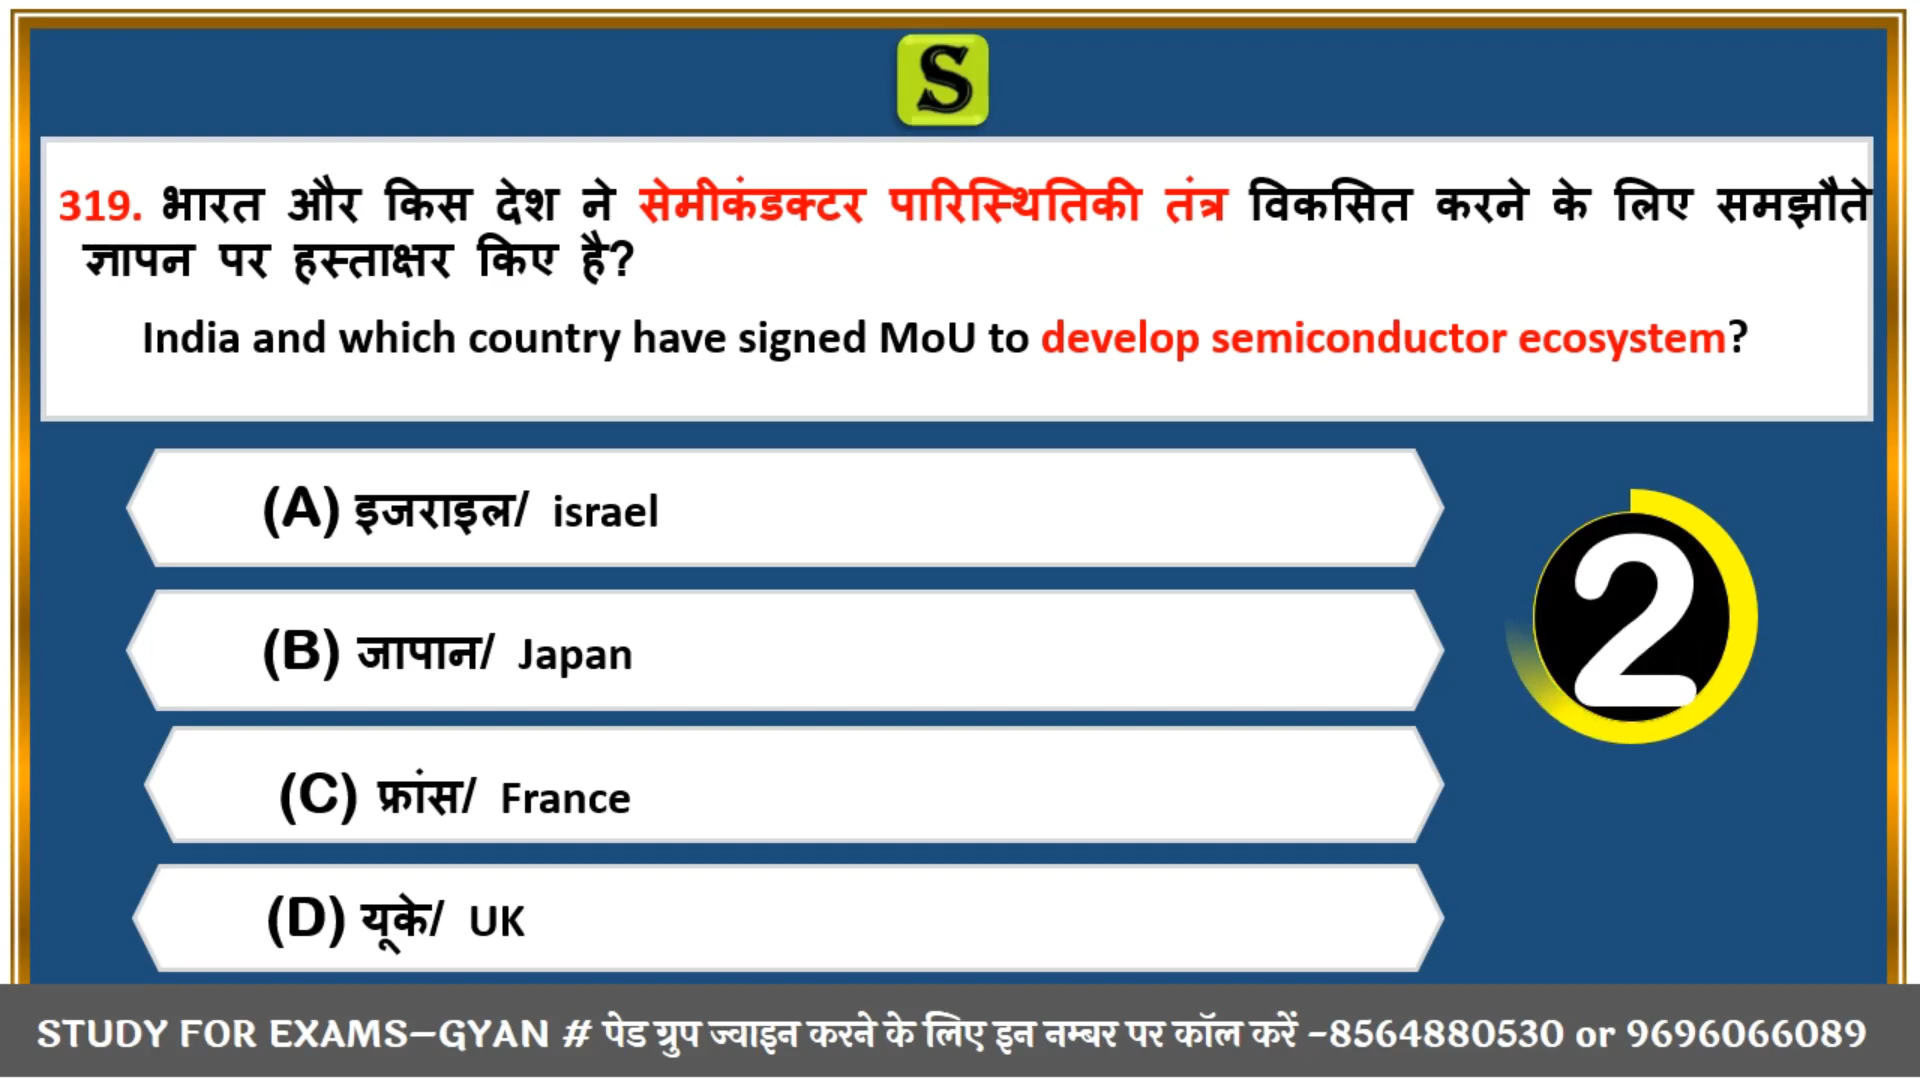 S
319. भारत और किस देश ने सेमीकंडक्टर पारिस्थितिकी तंत्र विकसित करने के लिए समझौते
ज्ञापन पर हस्ताक्षर किए है?
India and which country have signed MoU to develop semiconductor ecosystem?
(A) इजराइल/ israel
(B) जापान/ Japan
(C) फ्रांस/ France
(D) यूके/ UK
2
STUDY FOR EXAMS–GYAN # पेड ग्रुप ज्वाइन करने के लिए इन नम्बर पर कॉल करें –8564880530 or 9696066089